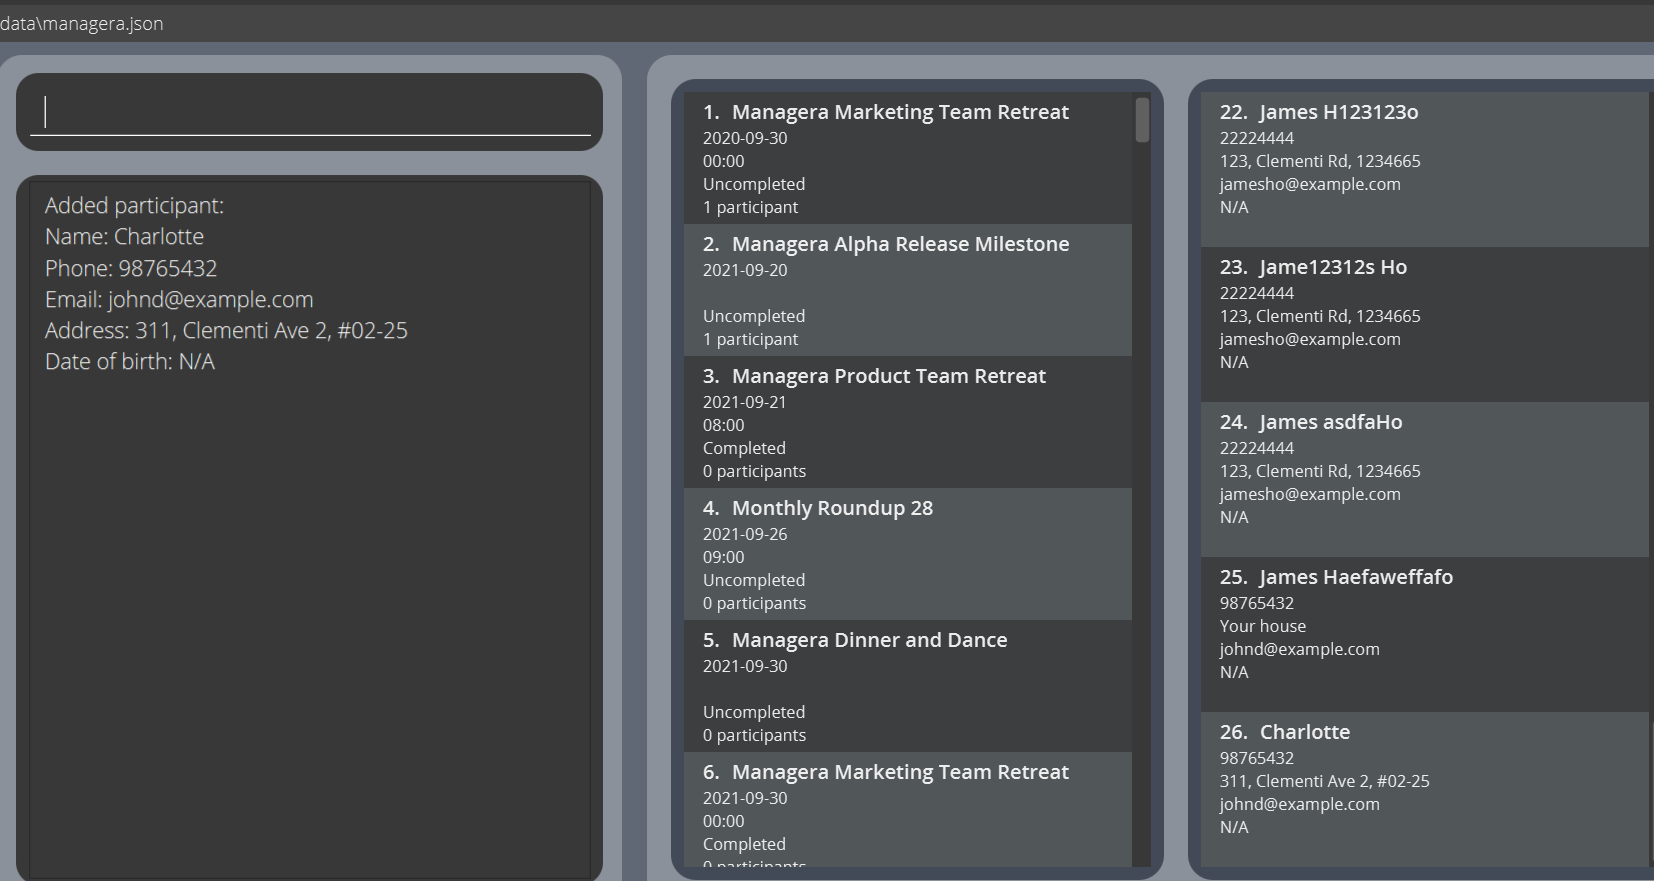 data\managera.json
Added participant:
Name: Charlotte
Phone: 98765432
Email: johnd@example.com
Address: 311, Clementi Ave 2, #02-25
Date of birth: N/A
1. Managera Marketing Team Retreat
2020-09-30
00:00
Uncompleted
1 participant
2. Managera Alpha Release Milestone
2021-09-20
Uncompleted
1 participant
3. Managera Product Team Retreat
2021-09-21
08:00
Completed
0 participants
4. Monthly Roundup 28
2021-09-26
09:00
Uncompleted
0 participants
5. Managera Dinner and Dance
2021-09-30
Uncompleted
0 participants
6. Managera Marketing Team Retreat
2021-09-30
00:00
Completed
0 participants
22. James H123123o
22224444
123, Clementi Rd, 1234665
jamesho@example.com
N/A
23. Jame12312s Ho
22224444
123, Clementi Rd, 1234665
jamesho@example.com
N/A
24. James asdfaHo
22224444
123, Clementi Rd, 1234665
jamesho@example.com
N/A
25. James Haefaweffafo
98765432
Your house
johnd@example.com
N/A
26. Charlotte
98765432
311, Clementi Ave 2, #02-25
johnd@example.com
N/A